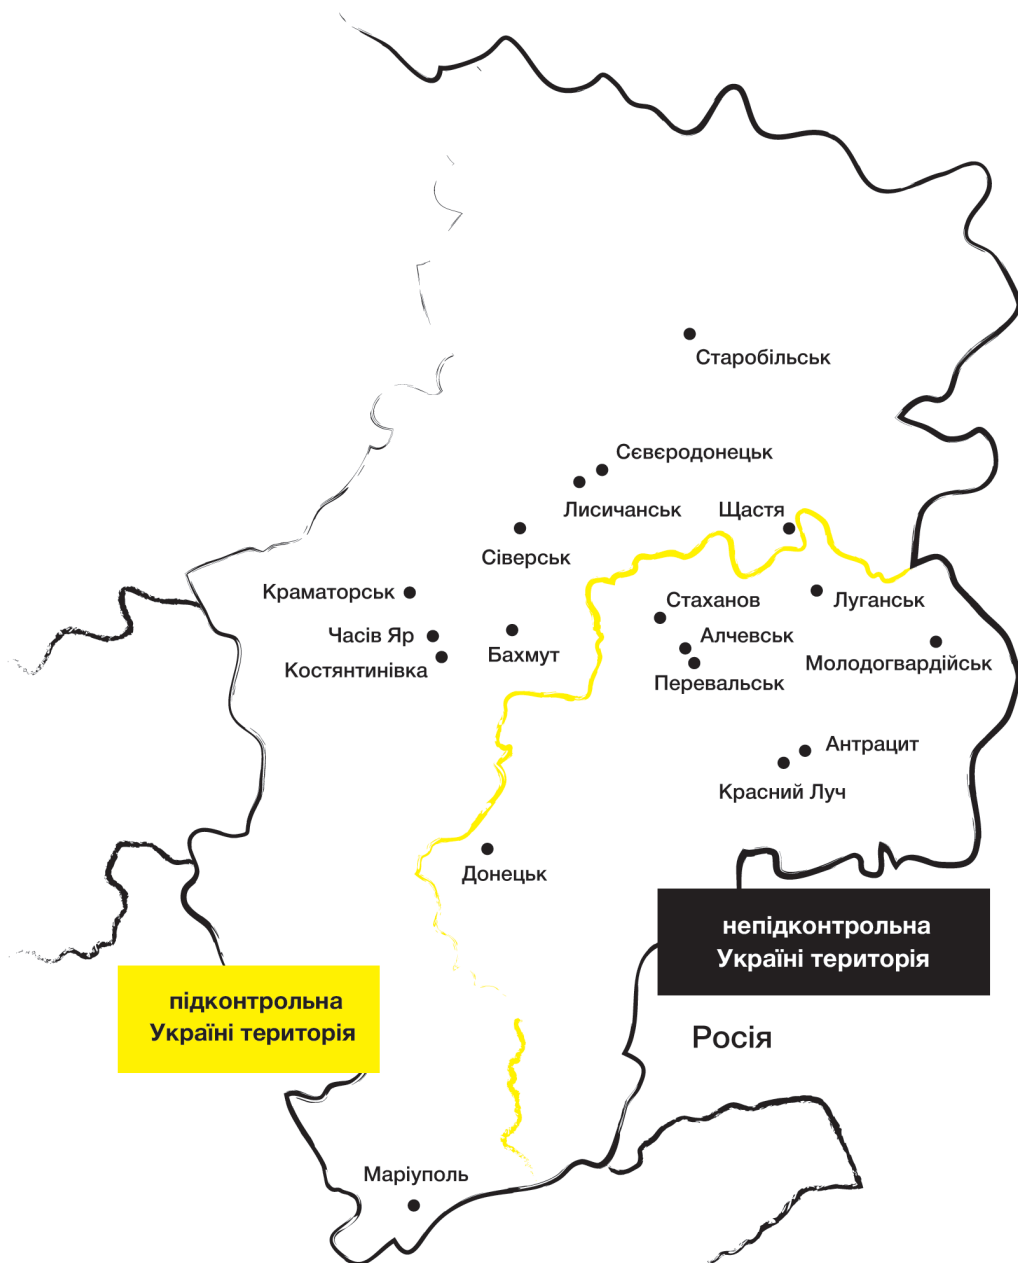 Старобільськ
Сєвєродонецьк
Лисичанськ
Щастя
Сіверськ
Краматорськ
Стаханов
Луганськ
Часів Яр
Бахмут
Алчевськ
Костянтинівка
Молодогвардійськ
Перевальськ
Антрацит
Красний Луч
Донецьк
непідконтрольна
Україні територія
підконтрольна
Україні територія
Росія
Маріуполь